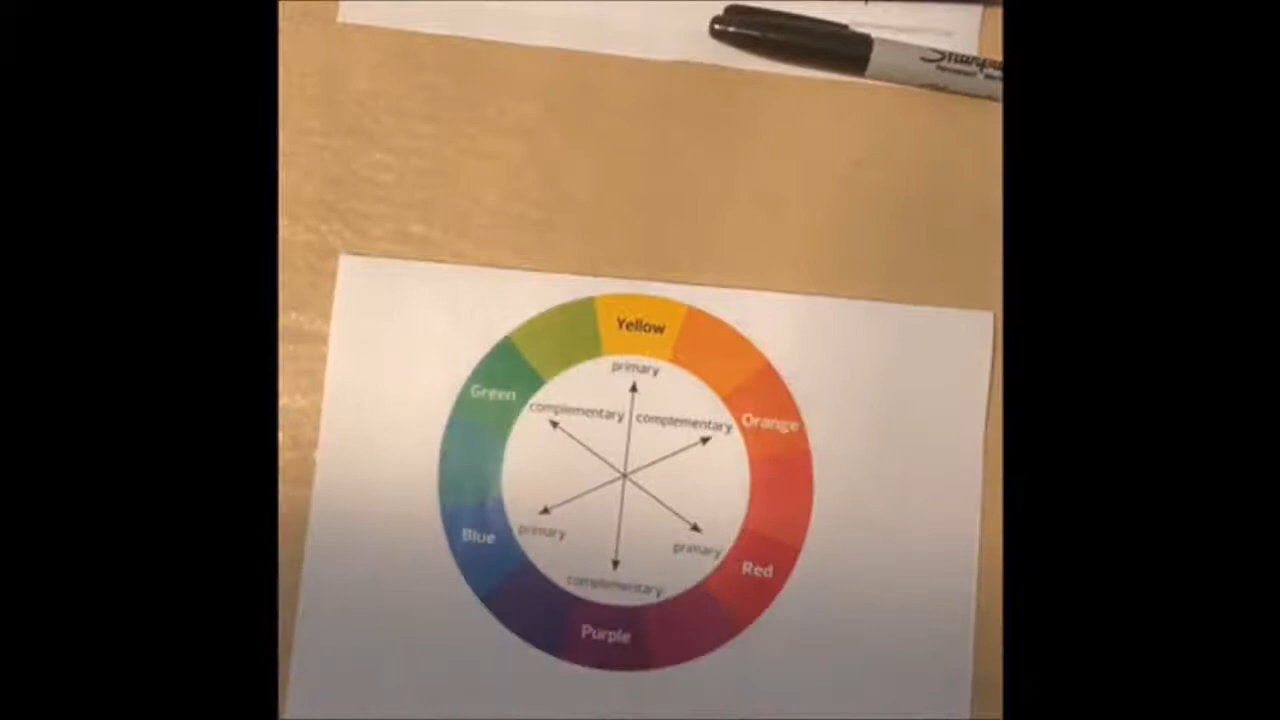 Sharpie
Yellow
primary
Green
complementary
complementary
Orange
Blue
primary
primary
Red
complementary
Purple